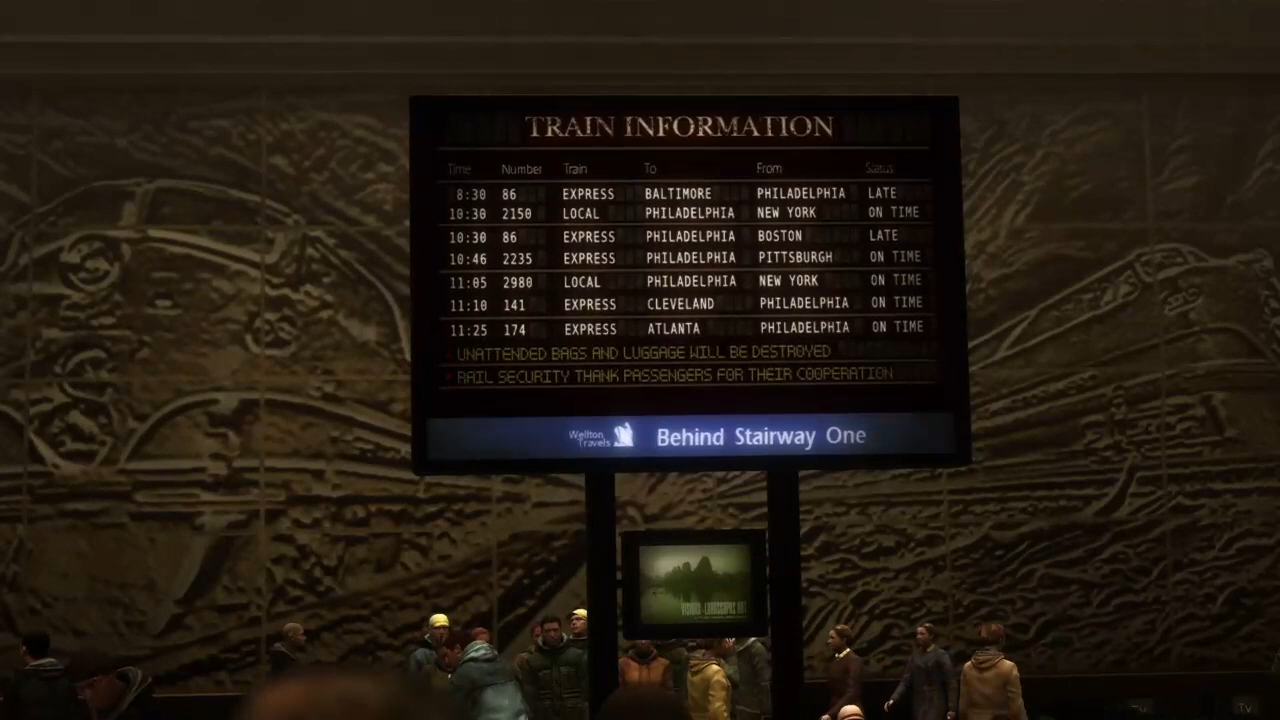 TRAIN INFORMATION
Time Number Train To From Status
8:30 86 EXPRESS BALTIMORE PHILADELPHIA LATE
10:30 2150 LOCAL PHILADELPHIA NEW YORK ON TIME
10:30 86 EXPRESS PHILADELPHIA BOSTON LATE
10:46 2235 EXPRESS PHILADELPHIA PITTSBURGH ON TIME
11:05 2980 LOCAL PHILADELPHIA NEW YORK ON TIME
11:10 141 EXPRESS CLEVELAND PHILADELPHIA ON TIME
11:25 174 EXPRESS ATLANTA PHILADELPHIA ON TIME
UNATTENDED BAGS AND LUGGAGE WILL BE DESTROYED
RAIL SECURITY THANK PASSENGERS FOR THEIR COOPERATION
Wellton
Travels
Behind Stairway One